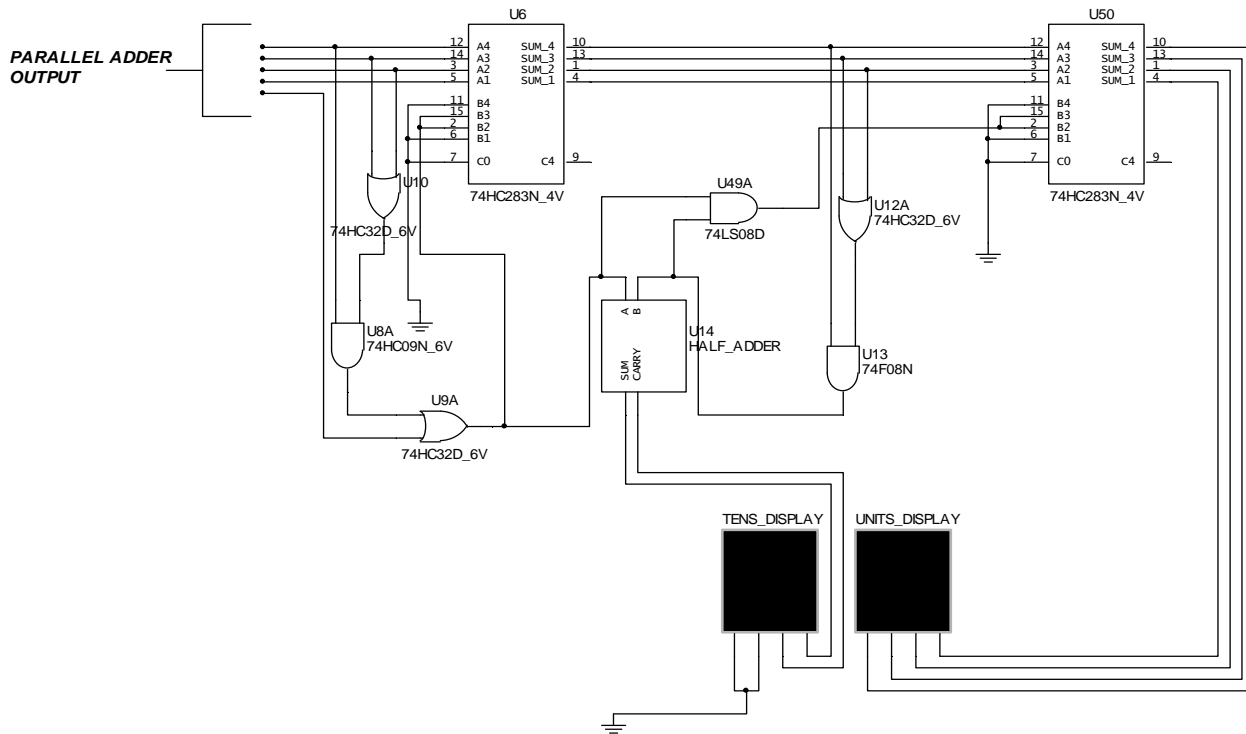 PARALLEL ADDER
OUTPUT
U6
12 A4 SUM_4 10
14 A3 SUM_3 13
3 A2 SUM_2 1
5 A1 SUM_1 4
11 B4
15 B3
2 B2
6 B1
7 C0 C4 9
74HC283N_4V
U50
12 A4 SUM_4 10
14 A3 SUM_3 13
3 A2 SUM_2 1
5 A1 SUM_1 4
11 B4
15 B3
2 B2
6 B1
7 C0 C4 9
74HC283N_4V
U10
74HC32D_6V
U49A
74LS08D
U12A
74HC32D_6V
U8A
74HC09N_6V
A B
SUM CARRY
U14
HALF_ADDER
U13
74F08N
U9A
74HC32D_6V
TENS_DISPLAY
UNITS_DISPLAY